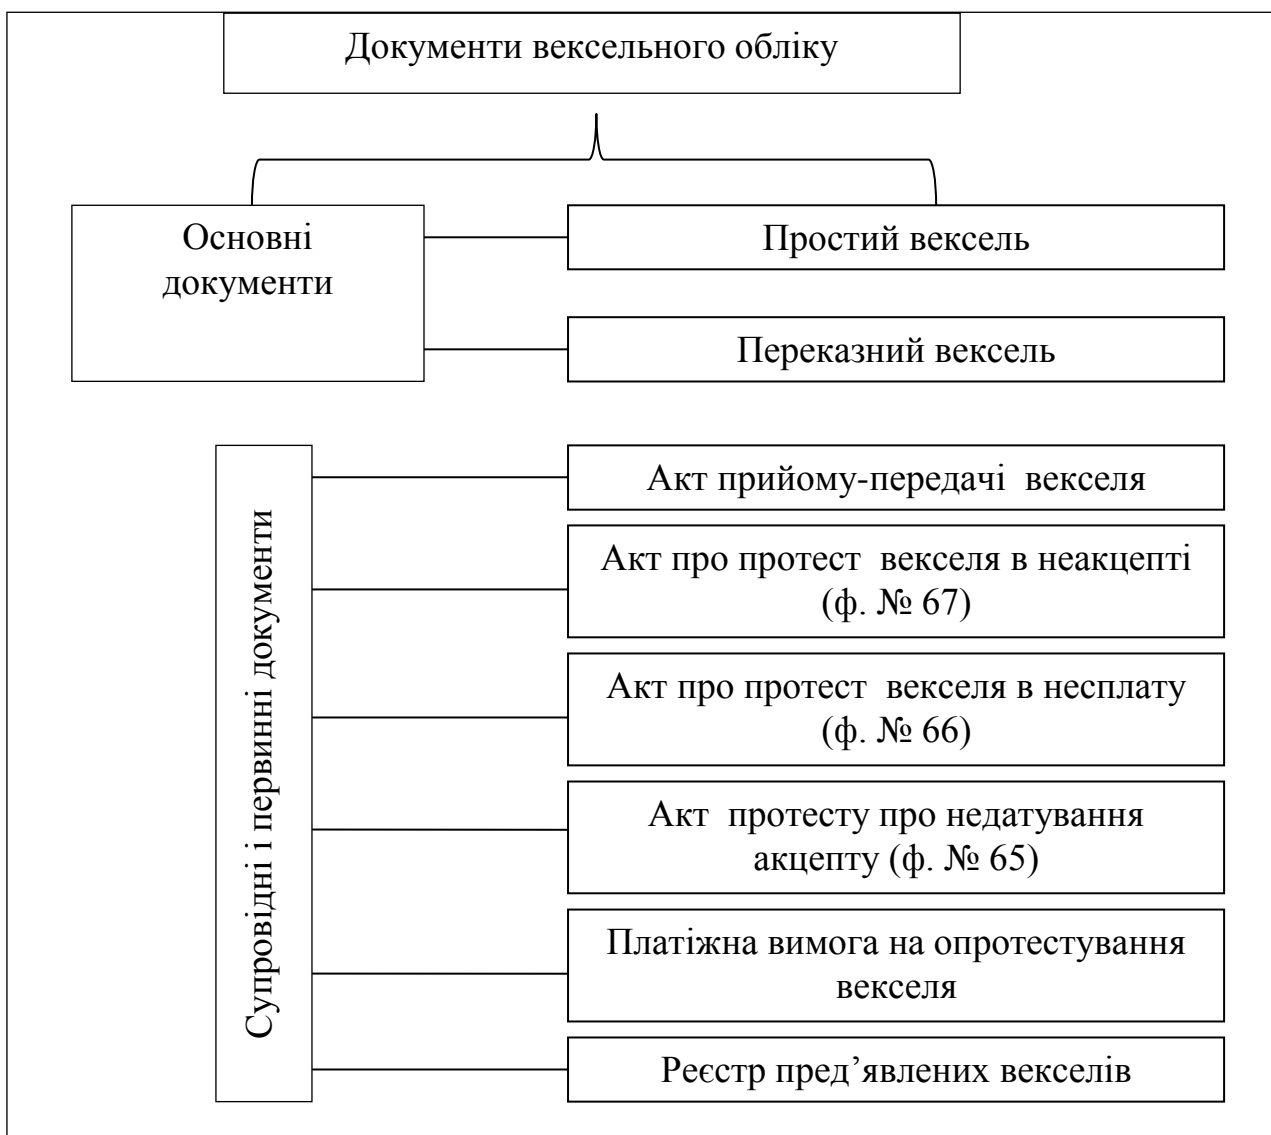 Документи вексельного обліку
Основні
документи
Простий вексель
Переказний вексель
Супровідні і первинні документи
Акт прийому-передачі  векселя
Акт про протест  векселя в неакцепті
(ф. № 67)
Акт про протест  векселя в несплату
(ф. № 66)
Акт  протесту про недатування
акцепту (ф. № 65)
Платіжна вимога на опротестування
векселя
Реєстр пред’явлених векселів